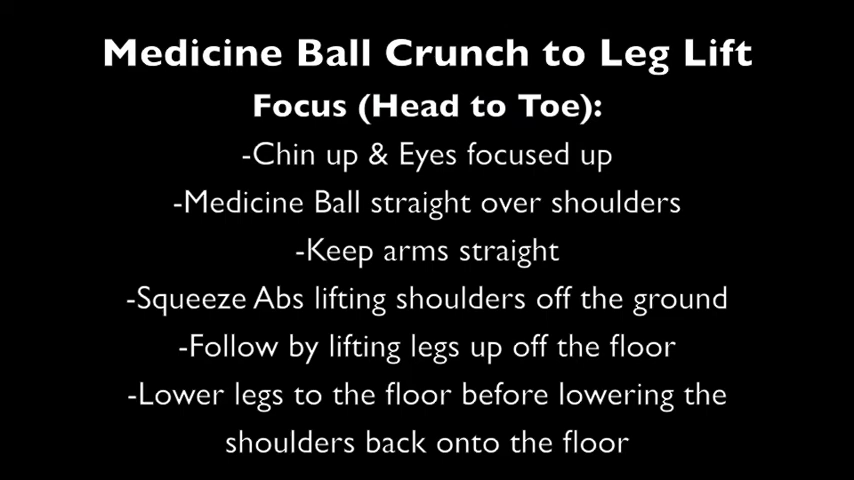 Medicine Ball Crunch to Leg Lift
Focus (Head to Toe):
-Chin up & Eyes focused up
-Medicine Ball straight over shoulders
-Keep arms straight
-Squeeze Abs lifting shoulders off the ground
-Follow by lifting legs up off the floor
-Lower legs to the floor before lowering the
shoulders back onto the floor